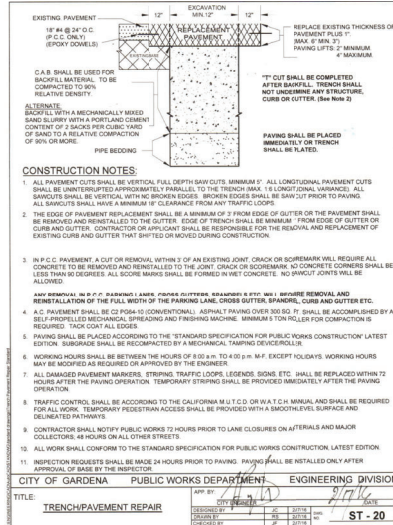 EXCAVATION
MIN. 12"
12"
12"
EXISTING PAVEMENT
18" #4 @ 24" O.C.
(P.C.C. ONLY)
(EPOXY DOWELS)
REPLACEMENT
PAVEMENT
EXISTING BASE
REPLACE EXISTING THICKNESS OF
PAVEMENT PLUS 1"
(MAX. 6" MIN. 3")
PAVING LIFTS: 2" MINIMUM
4" MAXIMUM
C.A.B. SHALL BE USED FOR
BACKFILL MATERIAL TO BE
COMPACTED TO 90%
RELATIVE DENSITY.
ALTERNATE:
BACKFILL WITH A MECHANICALLY MIXED
SAND SLURRY WITH A PORTLAND CEMENT
CONTENT OF 2 SACKS PER CUBIC YARD
OF SAND TO A RELATIVE COMPACTION
OF 90% OR MORE.
PIPE BEDDING
"T" CUT SHALL BE COMPLETED
AFTER BACKFILL. TRENCH SHALL
NOT UNDERMINE ANY STRUCTURE,
CURB OR GUTTER. (See Note 2)
PAVING SHALL BE PLACED
IMMEDIATELY OR TRENCH
SHALL BE PLATED.
CONSTRUCTION NOTES:
1. ALL PAVEMENT CUTS SHALL BE VERTICAL FULL DEPTH SAW CUTS. MINIMUM 5". ALL LONGITUDINAL PAVEMENT CUTS
SHALL BE UNINTERRUPTED APPROXIMATELY PARALLEL TO THE TRENCH (MAX. 1:6 LONGITUDINAL VARIANCE). ALL
SAWCUTS SHALL BE VERTICAL WITH NO BROKEN EDGES. BROKEN EDGES SHALL BE SAW CUT PRIOR TO PAVING.
ALL SAWCUTS SHALL HAVE A MINIMUM 18" CLEARANCE FROM ANY TRAFFIC LOOPS.
2. THE EDGE OF PAVEMENT REPLACEMENT SHALL BE A MINIMUM OF 3' FROM EDGE OF GUTTER OR THE PAVEMENT SHALL
BE REMOVED AND REINSTALLED TO THE GUTTER. EDGE OF TRENCH SHALL BE MINIMUM FROM EDGE OF GUTTER OR
CURB AND GUTTER. CONTRACTOR OR APPLICANT SHALL BE RESPONSIBLE FOR THE REMOVAL AND REPLACEMENT OF
EXISTING CURB AND GUTTER THAT SHIFTED OR MOVED DURING CONSTRUCTION.
3. IN P.C.C. PAVEMENT, A CUT OR REMOVAL WITHIN 3' OF AN EXISTING JOINT, CRACK OR SCOREMARK WILL REQUIRE ALL
CONCRETE TO BE REMOVED AND REINSTALLED TO THE JOINT, CRACK OR SCOREMARK. NO CONCRETE CORNERS SHALL BE
LESS THAN 90 DEGREES. ALL SCORE MARKS SHALL BE FORMED IN WET CONCRETE. NO SAWCUT JOINTS WILL BE
ALLOWED.
ANY REMOVAL IN P.C.C. PARKING LANES, CROSS GUTTERS, SPANDRELS ETC. WILL REQUIRE REMOVAL AND
REINSTALLATION OF THE FULL WIDTH OF THE PARKING LANE, CROSS GUTTER, SPANDREL, CURB AND GUTTER ETC.
4. A.C. PAVEMENT SHALL BE C2 PG64-10 (CONVENTIONAL). ASPHALT PAVING OVER 300 SQ. FT. SHALL BE ACCOMPLISHED BY A
SELF-PROPELLED MECHANICAL SPREADING AND FINISHING MACHINE. MINIMUM 5 TON ROLLER FOR COMPACTION IS
REQUIRED. TACK COAT ALL EDGES.
5. PAVING SHALL BE PLACED ACCORDING TO THE "STANDARD SPECIFICATION FOR PUBLIC WORKS CONSTRUCTION" LATEST
EDITION. SUBGRADE SHALL BE RECOMPACTED BY A MECHANICAL TAMPING DEVICE/ROLLER.
6. WORKING HOURS SHALL BE BETWEEN THE HOURS OF 8:00 a.m. TO 4:00 p.m. M-F. EXCEPT HOLIDAYS. WORKING HOURS
MAY BE MODIFIED AS REQUIRED OR APPROVED BY THE ENGINEER.
7. ALL DAMAGED PAVEMENT MARKERS, STRIPING, TRAFFIC LOOPS, LEGENDS, SIGNS, ETC. SHALL BE REPLACED WITHIN 72
HOURS AFTER THE PAVING OPERATION. TEMPORARY STRIPING SHALL BE PROVIDED IMMEDIATELY AFTER THE PAVING
OPERATION.
8. TRAFFIC CONTROL SHALL BE ACCORDING TO THE CALIFORNIA M.U.T.C.D. OR W.A.T.C.H. MANUAL AND SHALL BE REQUIRED
FOR ALL WORK. TEMPORARY PEDESTRIAN ACCESS SHALL BE PROVIDED WITH A SMOOTH LEVEL SURFACE AND
DELINEATED PATHWAYS.
9. CONTRACTOR SHALL NOTIFY PUBLIC WORKS 72 HOURS PRIOR TO LANE CLOSURES ON ARTERIALS AND MAJOR
COLLECTORS; 48 HOURS ON ALL OTHER STREETS.
10. ALL WORK SHALL CONFORM TO THE STANDARD SPECIFICATION FOR PUBLIC WORKS CONSTRUCTION, LATEST EDITION.
11. INSPECTION REQUESTS SHALL BE MADE 24 HOURS PRIOR TO PAVING. PAVING SHALL BE INSTALLED ONLY AFTER
APPROVAL OF BASE BY THE INSPECTOR.
CITY OF GARDENA PUBLIC WORKS DEPARTMENT ENGINEERING DIVISION
TITLE:
TRENCH/PAVEMENT REPAIR
APP. BY
CITY ENGINEER
DATE
DESIGNED BY JC 2/7/18
DRAWN BY RS 2/7/18
CHECKED BY JF 2/7/18
DWG. NO. ST - 20